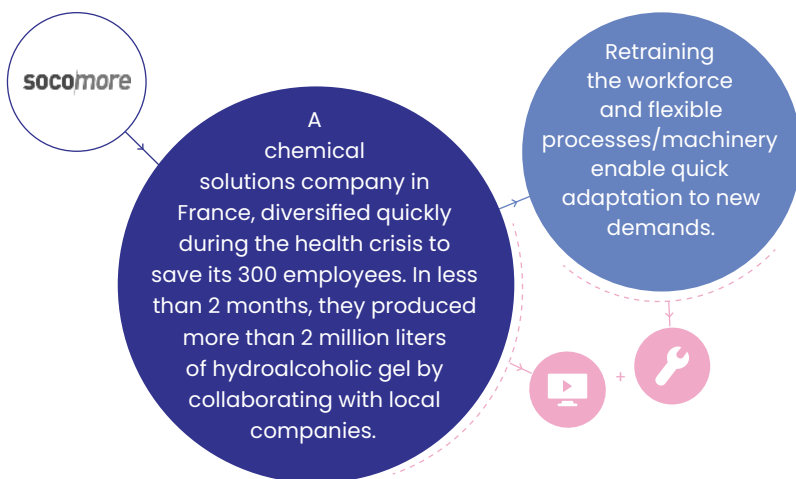 socomore
A
chemical
solutions company in
France, diversified quickly
during the health crisis to
save its 300 employees. In less
than 2 months, they produced
more than 2 million liters
of hydroalcoholic gel by
collaborating with local
companies.
Retraining
the workforce
and flexible
processes/machinery
enable quick
adaptation to new
demands.
+